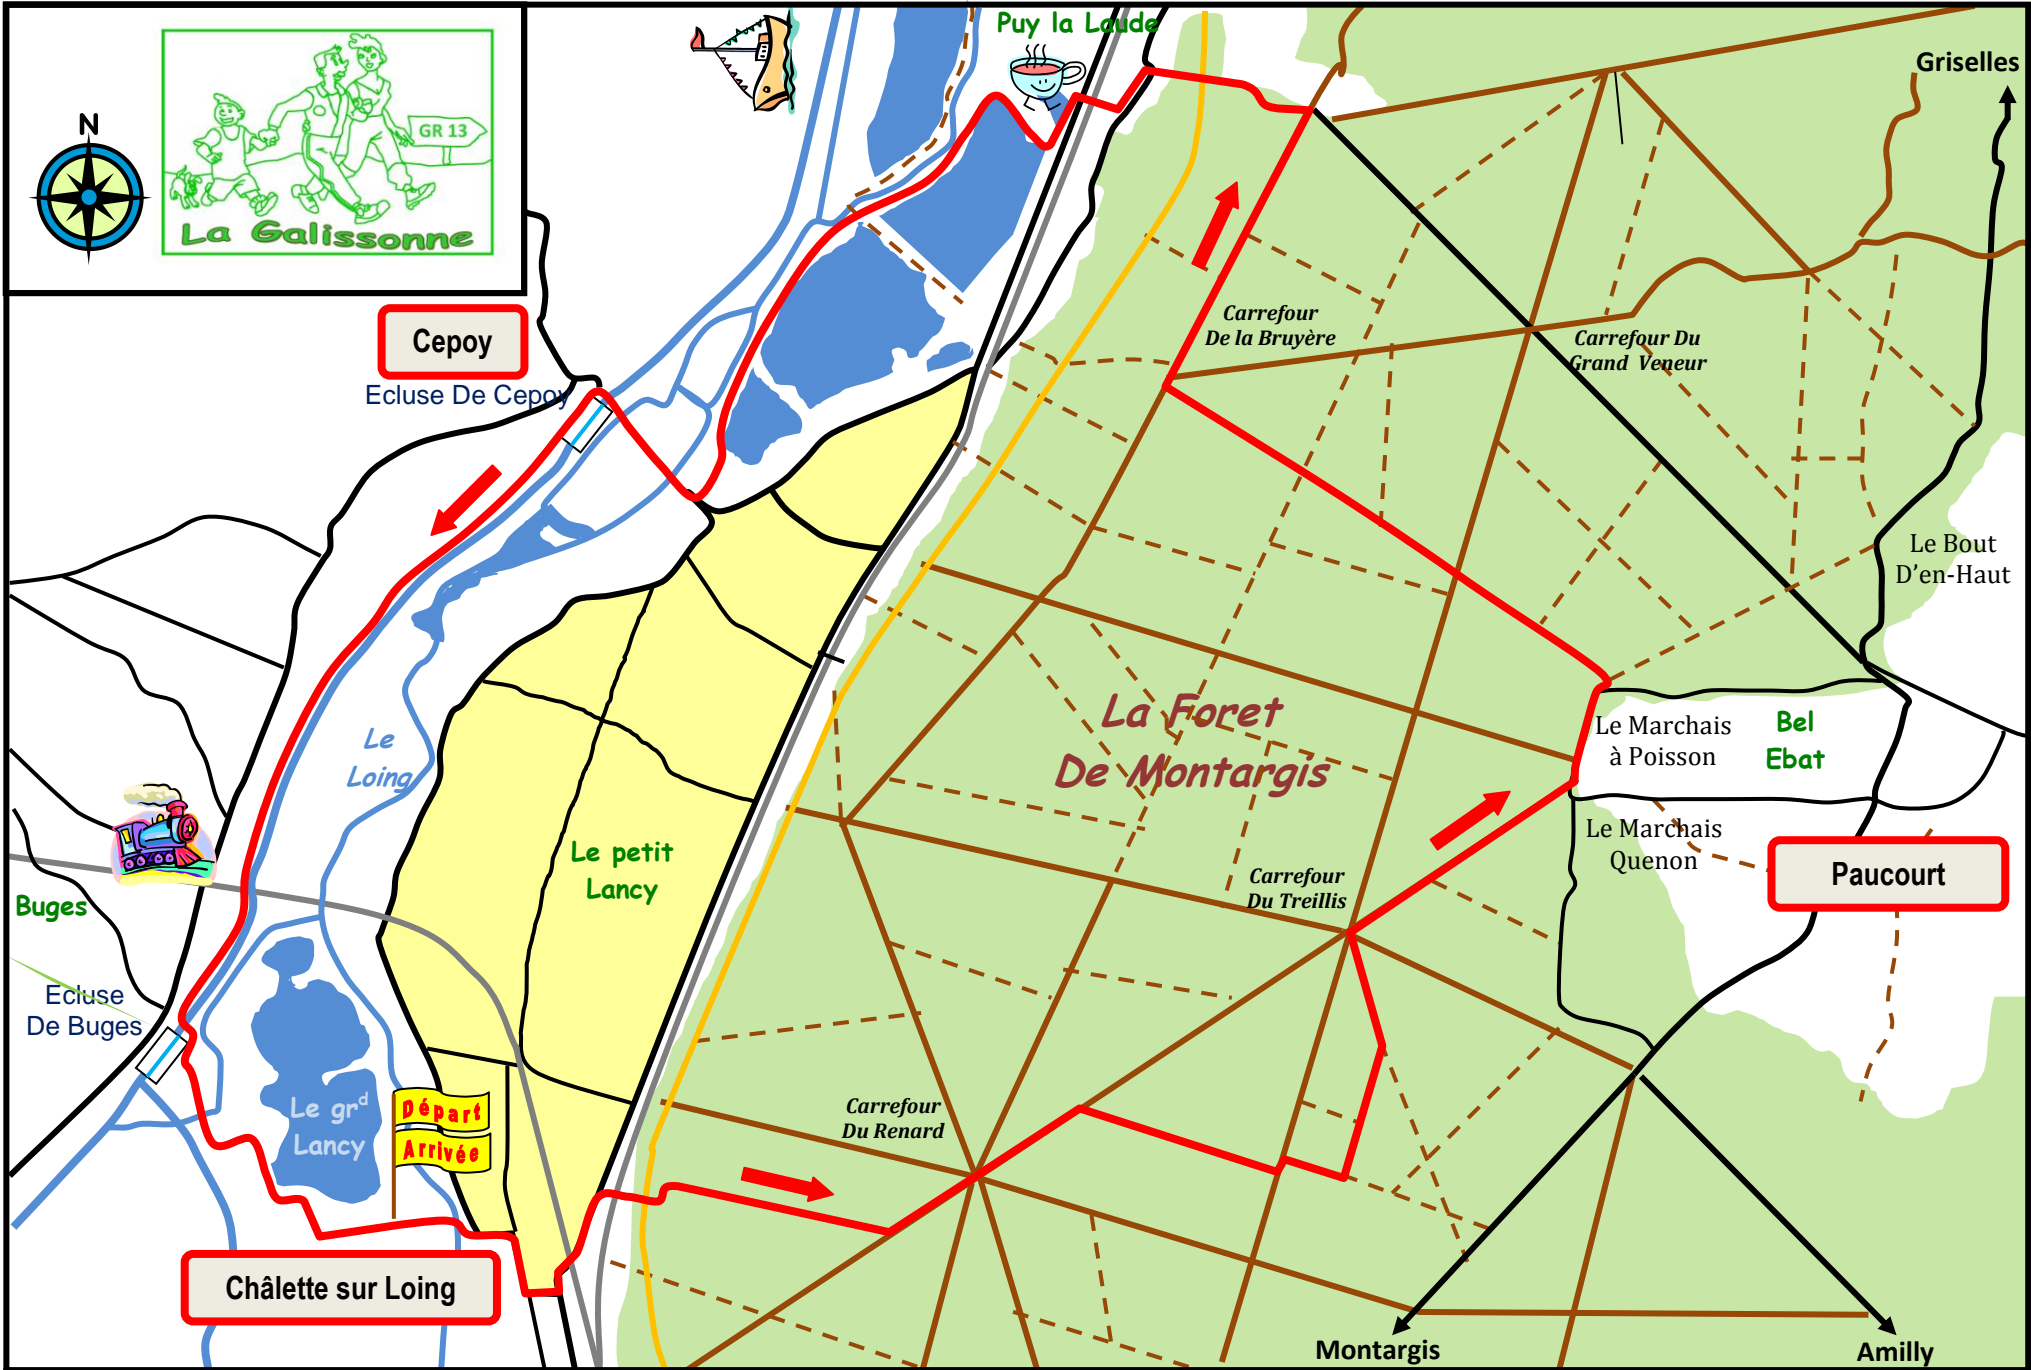 N
GR 13
La Galissonne
Puy la Laude
Griselles
Cepoy
Ecluse De Cepoy
Carrefour
De la Bruyère
Carrefour Du
Grand Veneur
Le Bout
D'en-Haut
La Foret
De Montargis
Le Marchais
à Poisson
Bel
Ebat
Le
Loing
Le petit
Lancy
Le Marchais
Quenon
Paucourt
Carrefour
Du Treillis
Buges
Ecluse
De Buges
Le grd
Lancy
Départ
Arrivée
Carrefour
Du Renard
Châlette sur Loing
Montargis
Amilly